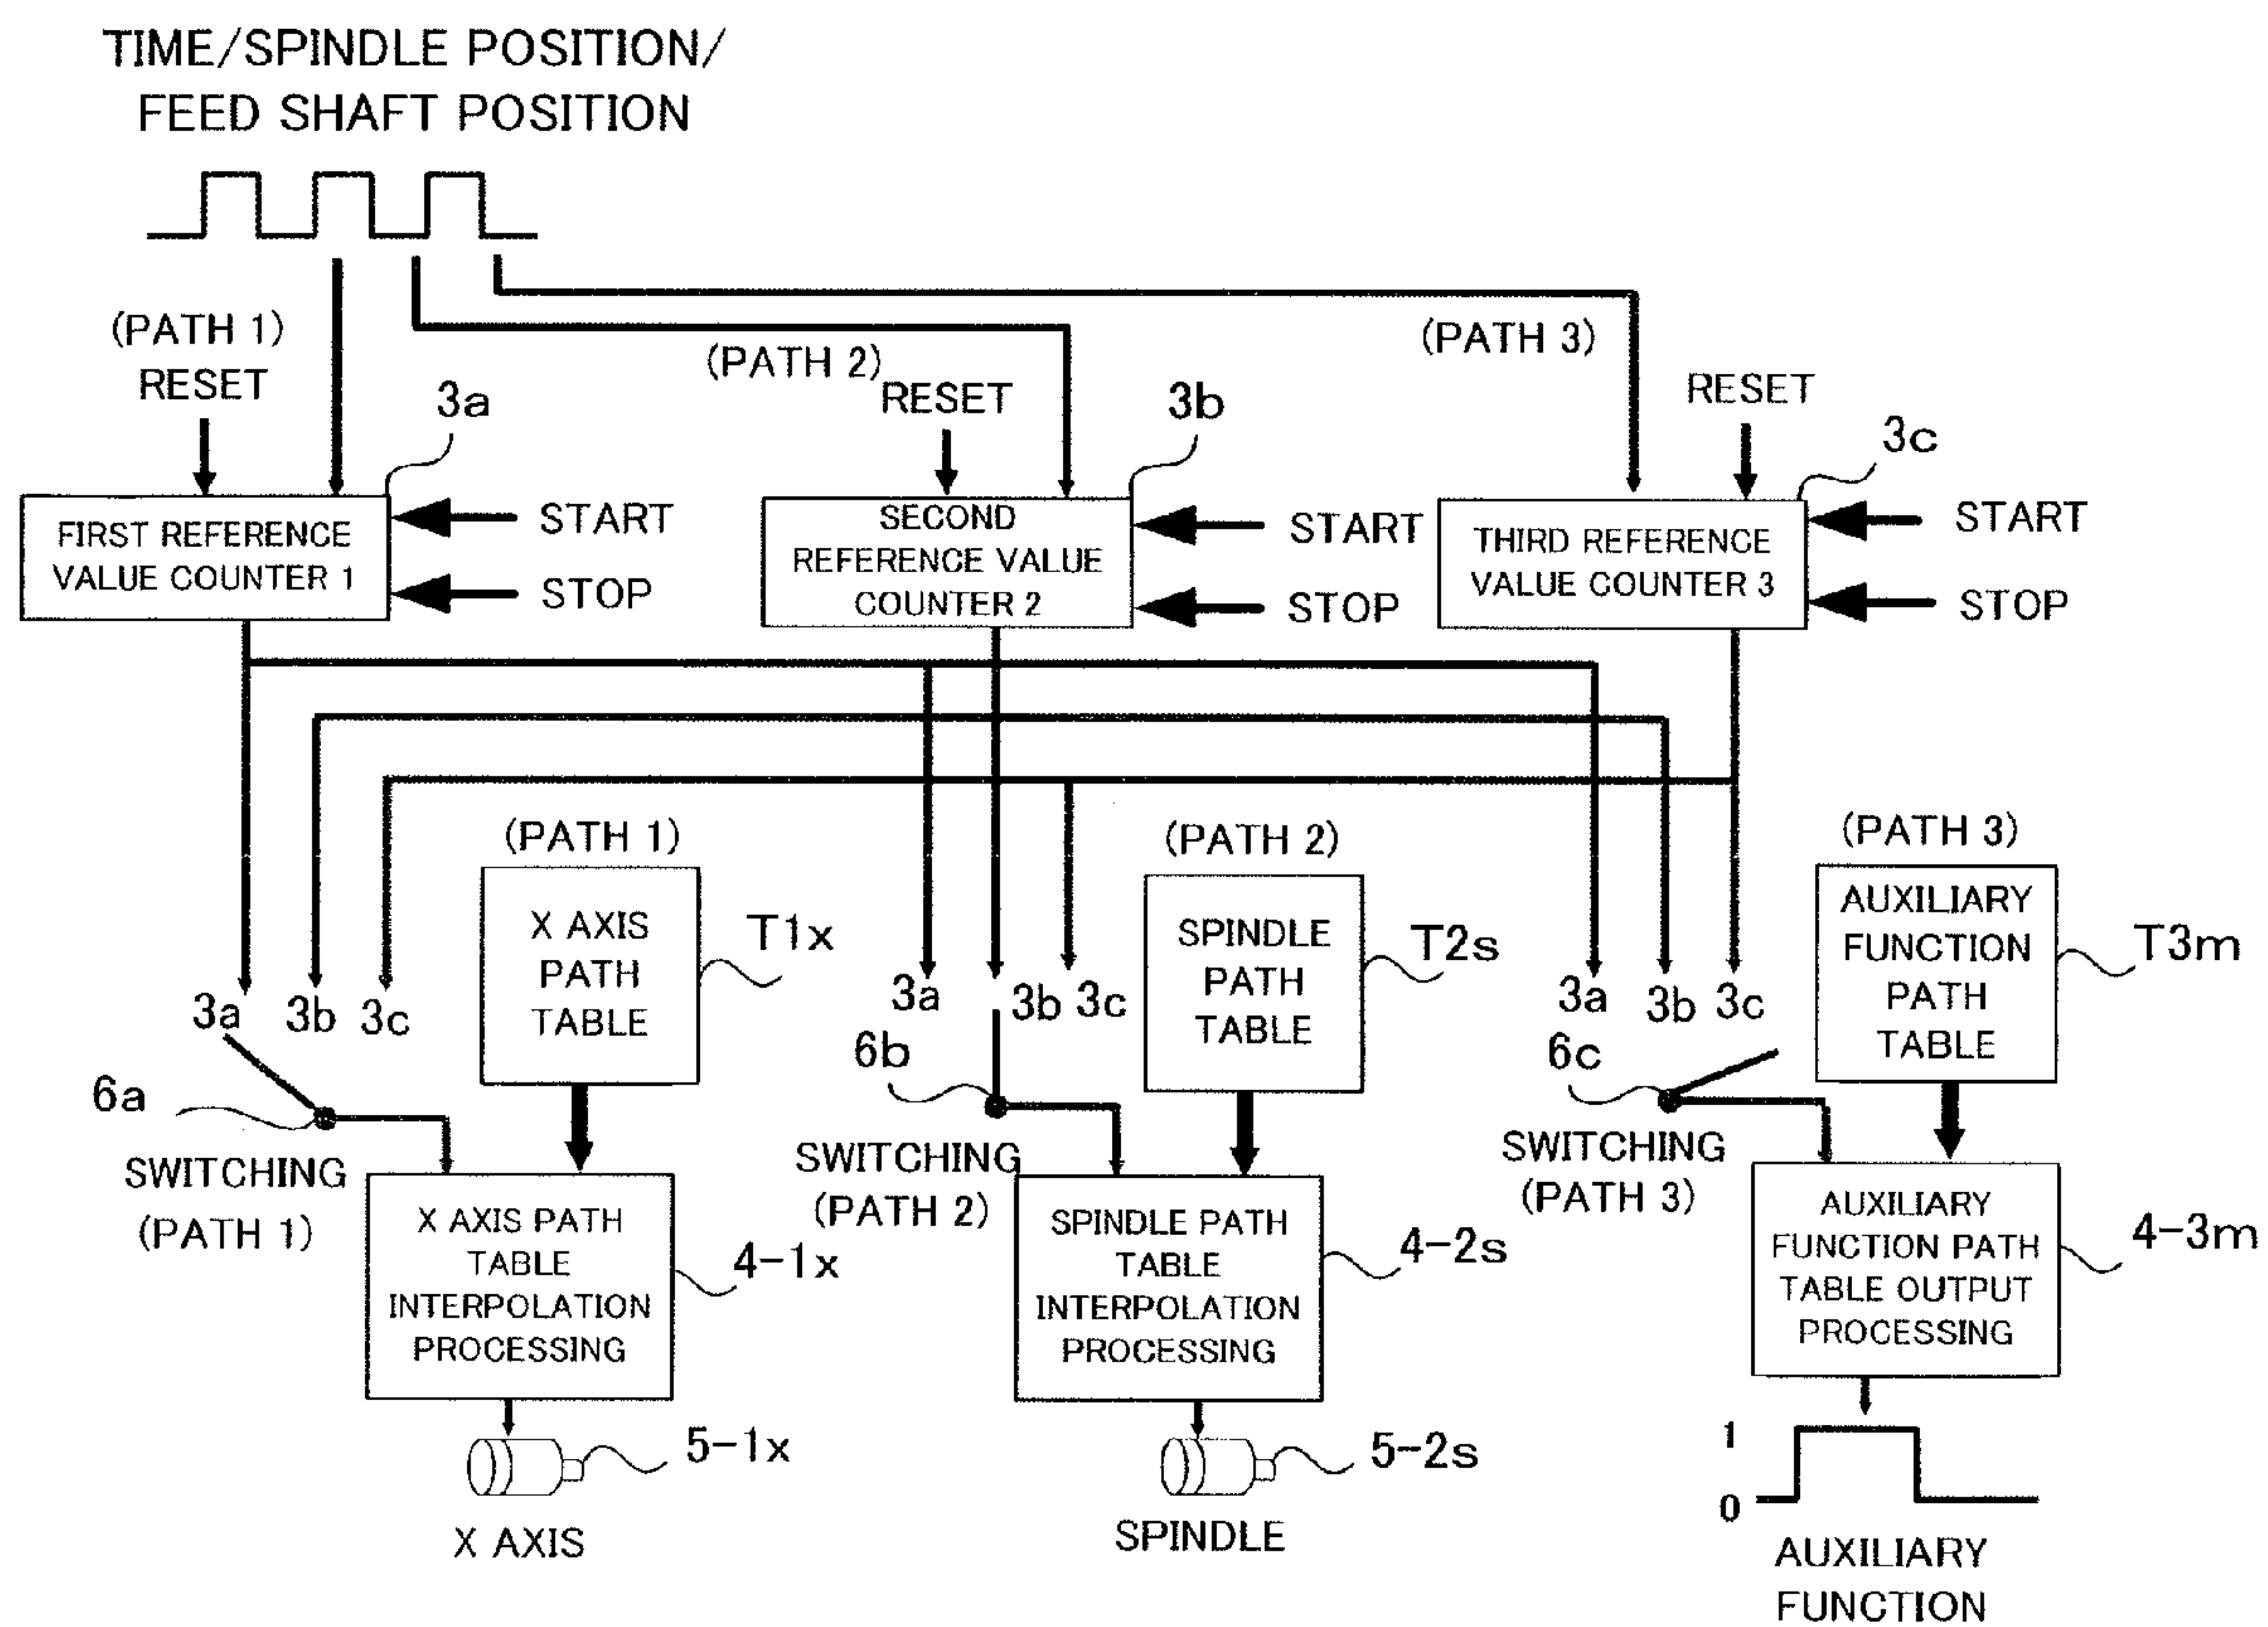 TIME/SPINDLE POSITION/
FEED SHAFT POSITION
(PATH 1)
RESET
3a
(PATH 2)
RESET
3b
(PATH 3)
RESET
3c
FIRST REFERENCE
VALUE COUNTER 1
START
STOP
SECOND
REFERENCE VALUE
COUNTER 2
START
STOP
THIRD REFERENCE
VALUE COUNTER 3
START
STOP
(PATH 1)
X AXIS
PATH
TABLE
T1x
(PATH 2)
SPINDLE
PATH
TABLE
T2s
(PATH 3)
AUXILIARY
FUNCTION
PATH
TABLE
T3m
3a 3b 3c
3a 3b 3c
3a 3b 3c
6a
SWITCHING
(PATH 1)
6b
SWITCHING
(PATH 2)
6c
SWITCHING
(PATH 3)
X AXIS PATH
TABLE
INTERPOLATION
PROCESSING
4-1x
SPINDLE PATH
TABLE
INTERPOLATION
PROCESSING
4-2s
AUXILIARY
FUNCTION PATH
TABLE OUTPUT
PROCESSING
4-3m
5-1x
X AXIS
5-2s
SPINDLE
1
0
AUXILIARY
FUNCTION